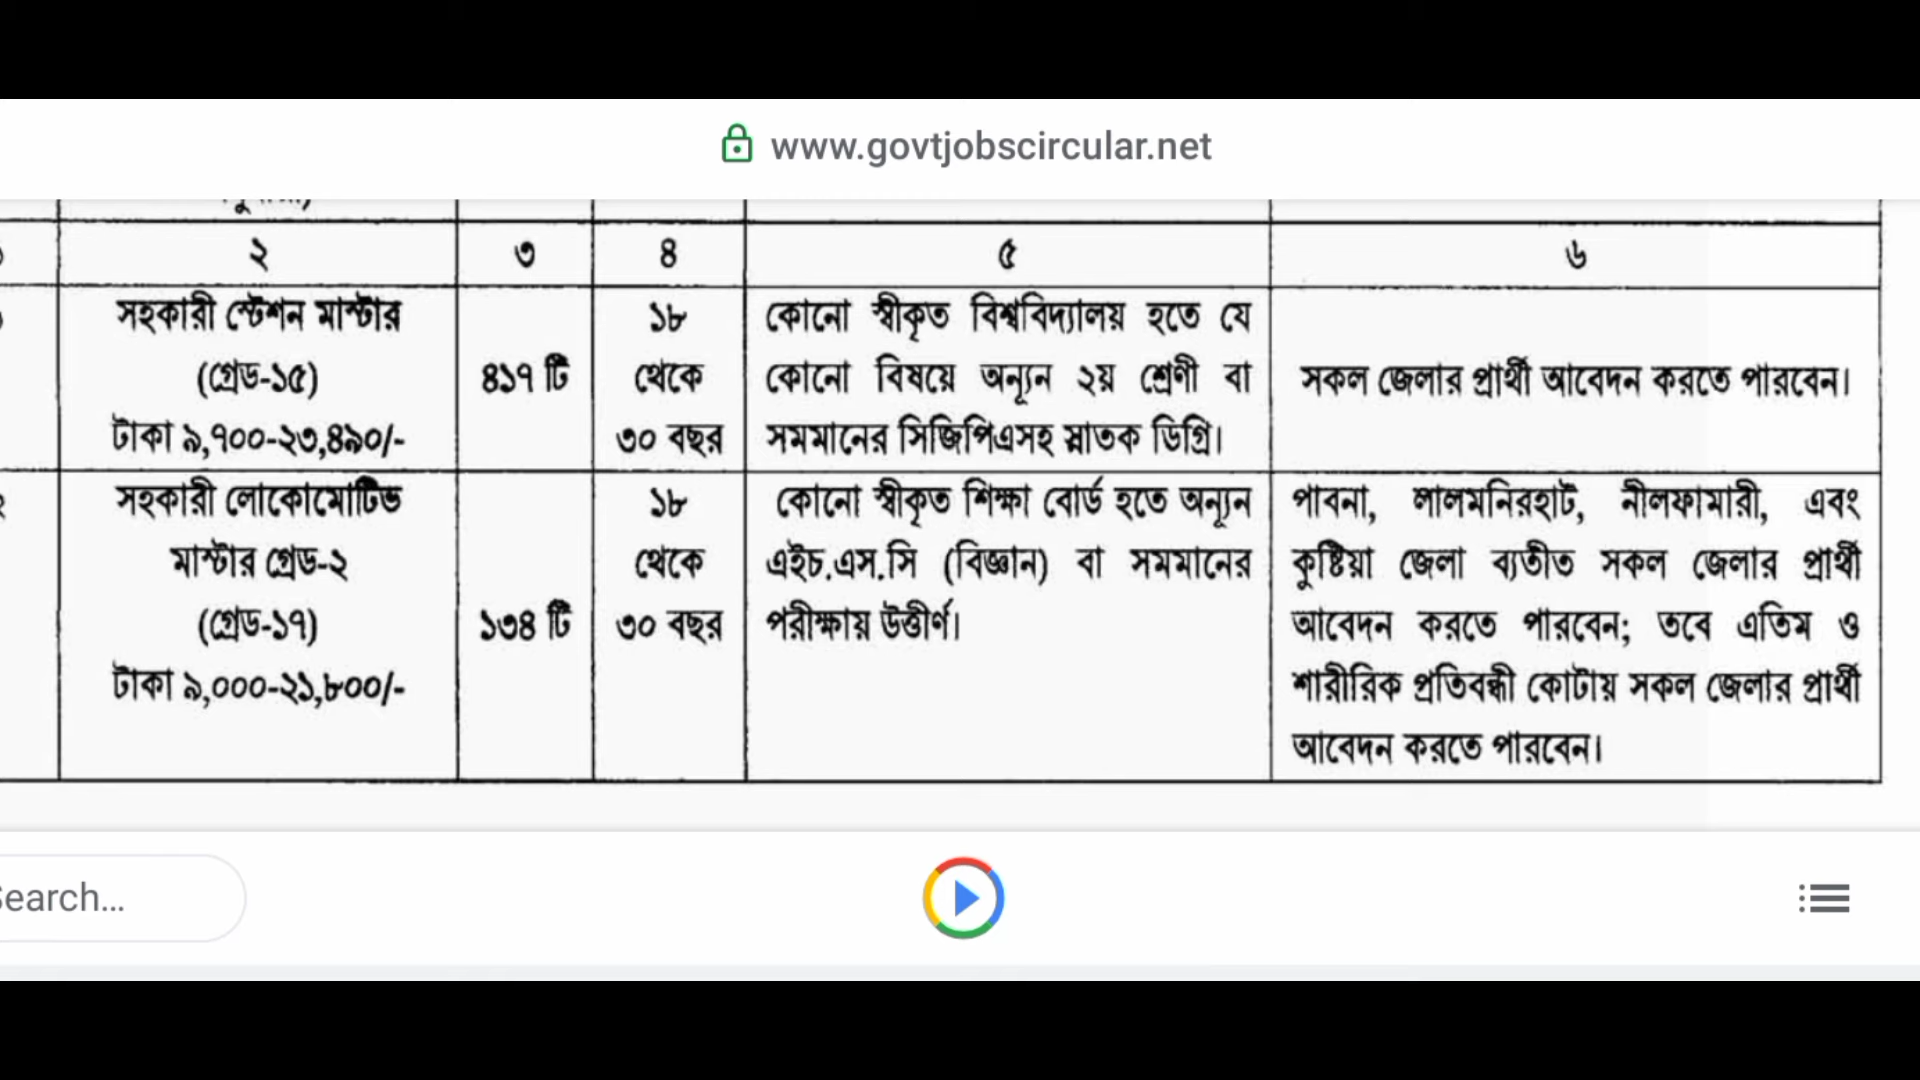 www.govtjobscircular.net
২ ৩ ৪ ৫ ৬
সহকারী স্টেশন মাস্টার
(গ্রেড-১৫)
টাকা ৯,৭০০-২৩,৪৯০/-
৪১৭ টি
১৮
থেকে
৩০ বছর
কোনো স্বীকৃত বিশ্ববিদ্যালয় হতে যে
কোনো বিষয়ে অন্যূন ২য় শ্রেণী বা
সমমানের সিজিপিএসহ স্নাতক ডিগ্রি।
সকল জেলার প্রার্থী আবেদন করতে পারবেন।
সহকারী লোকোমোটিভ
মাস্টার গ্রেড-২
(গ্রেড-১৭)
টাকা ৯,০০০-২১,৮০০/-
১৩৪ টি
১৮
থেকে
৩০ বছর
কোনো স্বীকৃত শিক্ষা বোর্ড হতে অন্যূন
এইচ.এস.সি (বিজ্ঞান) বা সমমানের
পরীক্ষায় উত্তীর্ণ।
পাবনা, লালমনিরহাট, নীলফামারী, এবং
কুষ্টিয়া জেলা ব্যতীত সকল জেলার প্রার্থী
আবেদন করতে পারবেন; তবে এতিম ও
শারীরিক প্রতিবন্ধী কোটায় সকল জেলার প্রার্থী
আবেদন করতে পারবেন।
Search...